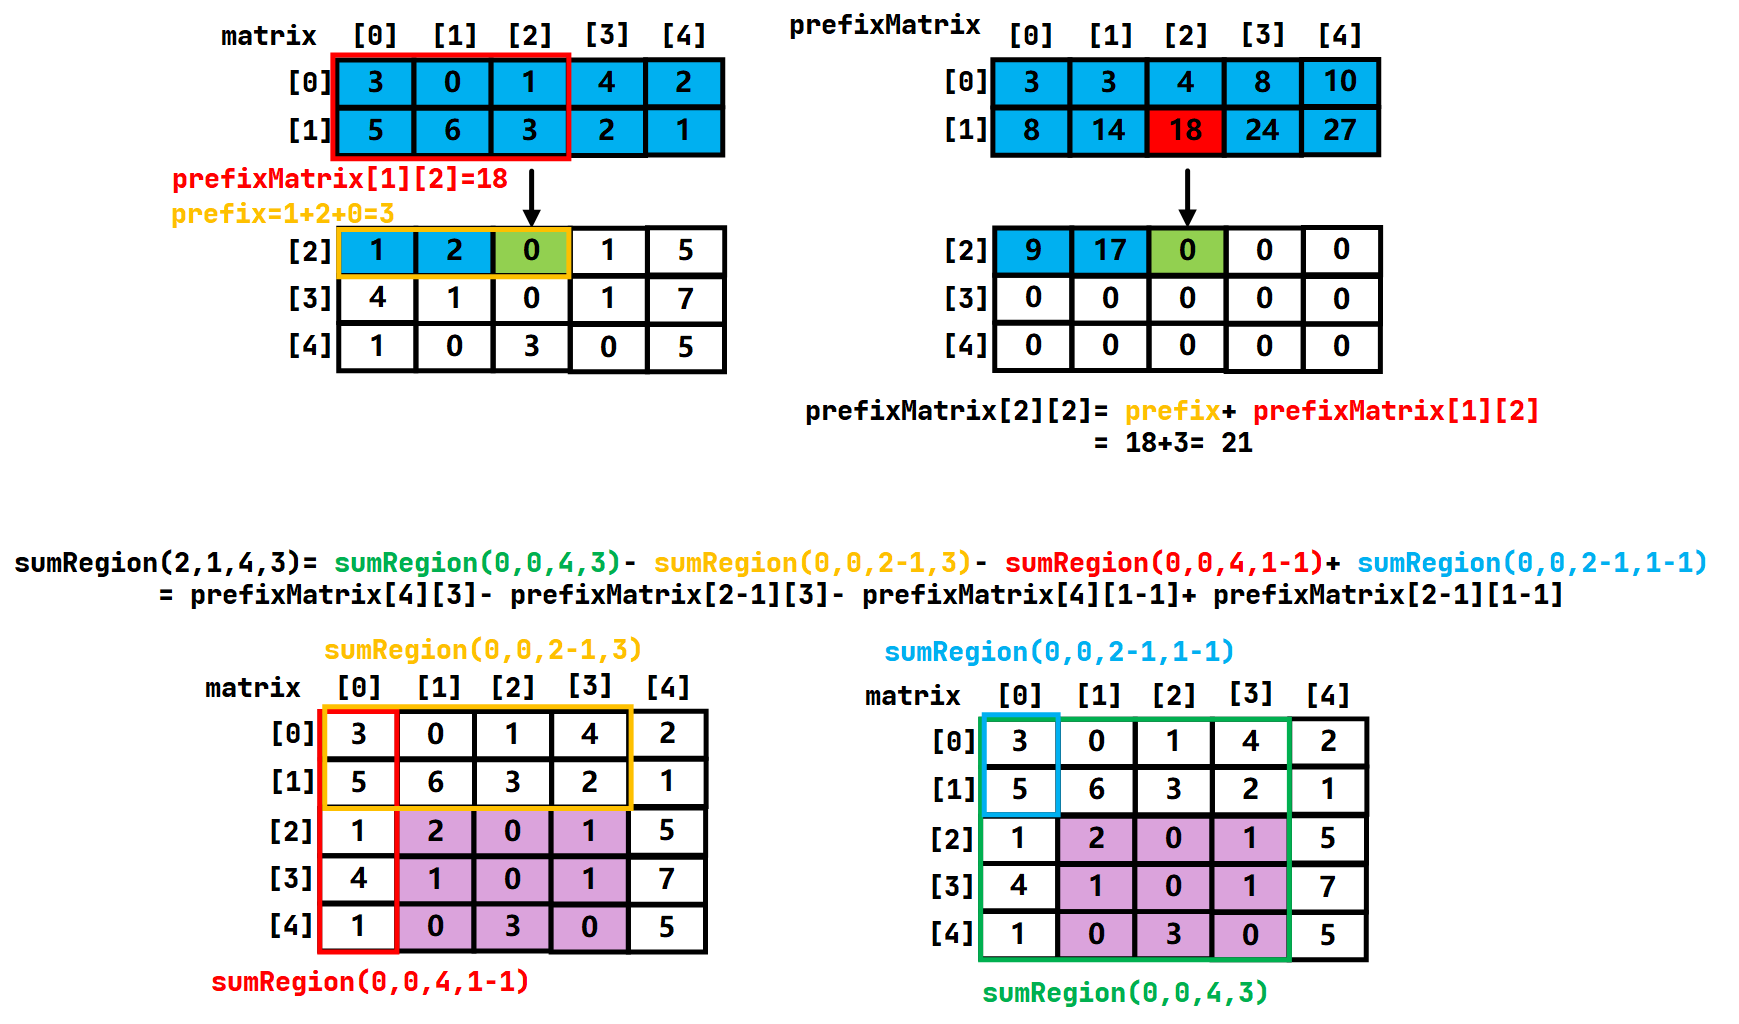 matrix [0] [1] [2] [3] [4]
[0] 3 0 1 4 2
[1] 5 6 3 2 1
prefixMatrix[1][2]=18
prefix=1+2+0=3
[2] 1 2 0 1 5
[3] 4 1 0 1 7
[4] 1 0 3 0 5
prefixMatrix [0] [1] [2] [3] [4]
[0] 3 3 4 8 10
[1] 8 14 18 24 27
[2] 9 17 0 0 0
[3] 0 0 0 0 0
[4] 0 0 0 0 0
prefixMatrix[2][2]= prefix+ prefixMatrix[1][2]
= 18+3= 21
sumRegion(2,1,4,3)= sumRegion(0,0,4,3)- sumRegion(0,0,2-1,3)- sumRegion(0,0,4,1-1)+ sumRegion(0,0,2-1,1-1)
= prefixMatrix[4][3]- prefixMatrix[2-1][3]- prefixMatrix[4][1-1]+ prefixMatrix[2-1][1-1]
sumRegion(0,0,2-1,3)
matrix [0] [1] [2] [3] [4]
[0] 3 0 1 4 2
[1] 5 6 3 2 1
[2] 1 2 0 1 5
[3] 4 1 0 1 7
[4] 1 0 3 0 5
sumRegion(0,0,4,1-1)
sumRegion(0,0,2-1,1-1)
matrix [0] [1] [2] [3] [4]
[0] 3 0 1 4 2
[1] 5 6 3 2 1
[2] 1 2 0 1 5
[3] 4 1 0 1 7
[4] 1 0 3 0 5
sumRegion(0,0,4,3)